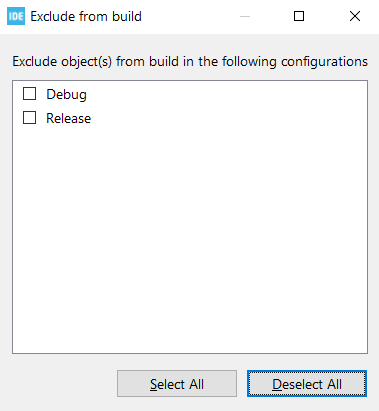 IDE Exclude from build
Exclude object(s) from build in the following configurations
Debug
Release
Select All Deselect All